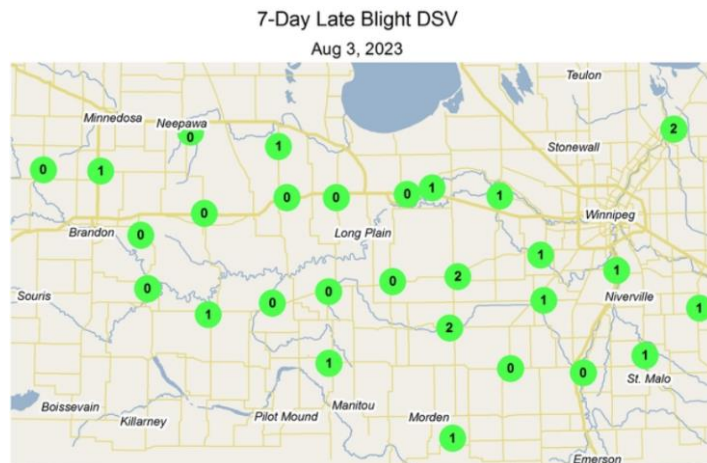 7-Day Late Blight DSV
Aug 3, 2023
Teulon
Minnedosa
Neepawa
2
0
1
Stonewall
0
1
0
1
1
0
0
0
Winnipeg
Brandon
0
Long Plain
1
1
2
0
Niverville
0
0
Souris
0
1
1
1
2
1
1
0
0
St. Malo
Boissevain
Killarney
Pilot Mound
Manitou
Morden
1
Emerson